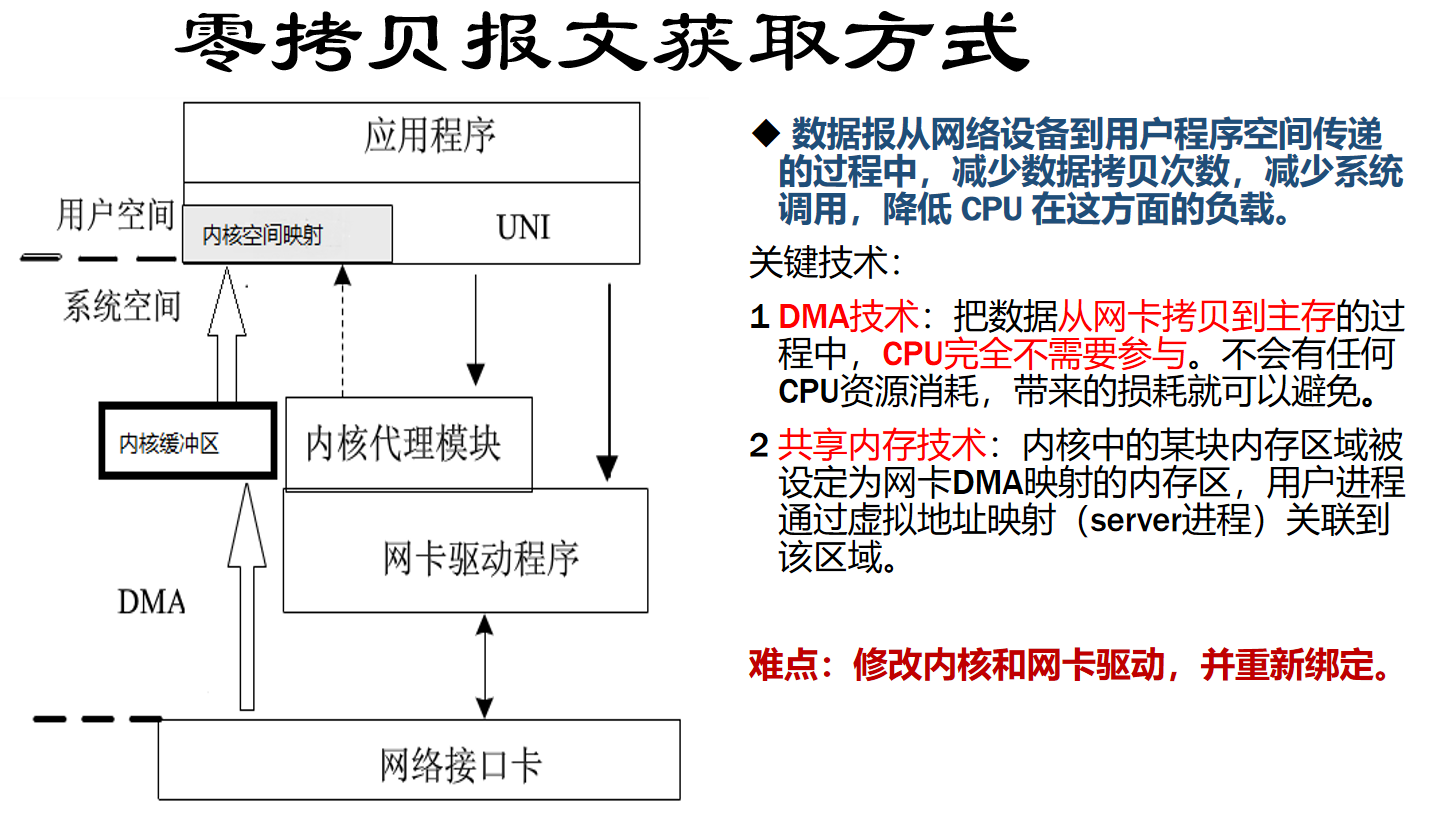 零拷贝报文获取方式
应用程序
用户空间
内核空间映射
UNI
系统空间
内核缓冲区
内核代理模块
网卡驱动程序
DMA
网络接口卡
◆ 数据报从网络设备到用户程序空间传递
的过程中，减少数据拷贝次数，减少系统
调用，降低 CPU 在这方面的负载。
关键技术：
1 DMA技术：把数据从网卡拷贝到主存的过
程中，CPU完全不需要参与。不会有任何
CPU资源消耗，带来的损耗就可以避免。
2 共享内存技术：内核中的某块内存区域被
设定为网卡DMA映射的内存区，用户进程
通过虚拟地址映射（server进程）关联到
该区域。
难点：修改内核和网卡驱动，并重新绑定。